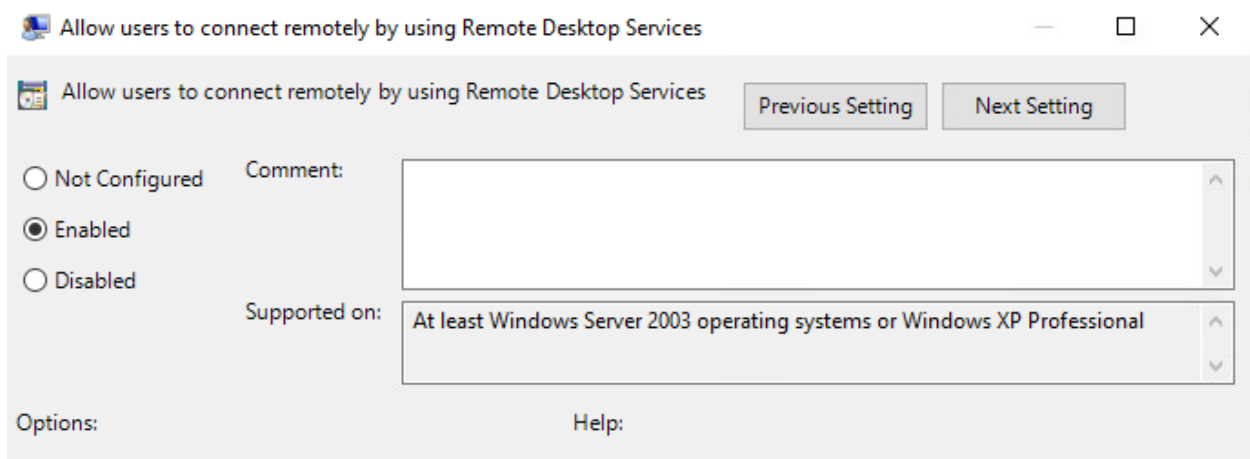 Allow users to connect remotely by using Remote Desktop Services
Allow users to connect remotely by using Remote Desktop Services
Previous Setting
Next Setting
Not Configured
Comment:
Enabled
Disabled
Supported on:
At least Windows Server 2003 operating systems or Windows XP Professional
Options:
Help: